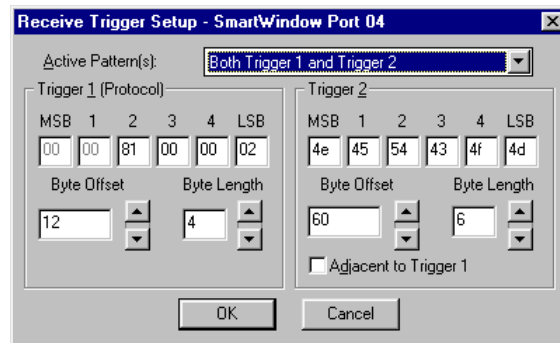 Receive Trigger Setup - SmartWindow Port 04
Active Pattern(s): Both Trigger 1 and Trigger 2
Trigger 1 (Protocol)
MSB 1 2 3 4 LSB
00 00 81 00 00 02
Byte Offset Byte Length
12 4
Trigger 2
MSB 1 2 3 4 LSB
4e 45 54 43 4f 4d
Byte Offset Byte Length
60 6
Adjacent to Trigger 1
OK Cancel